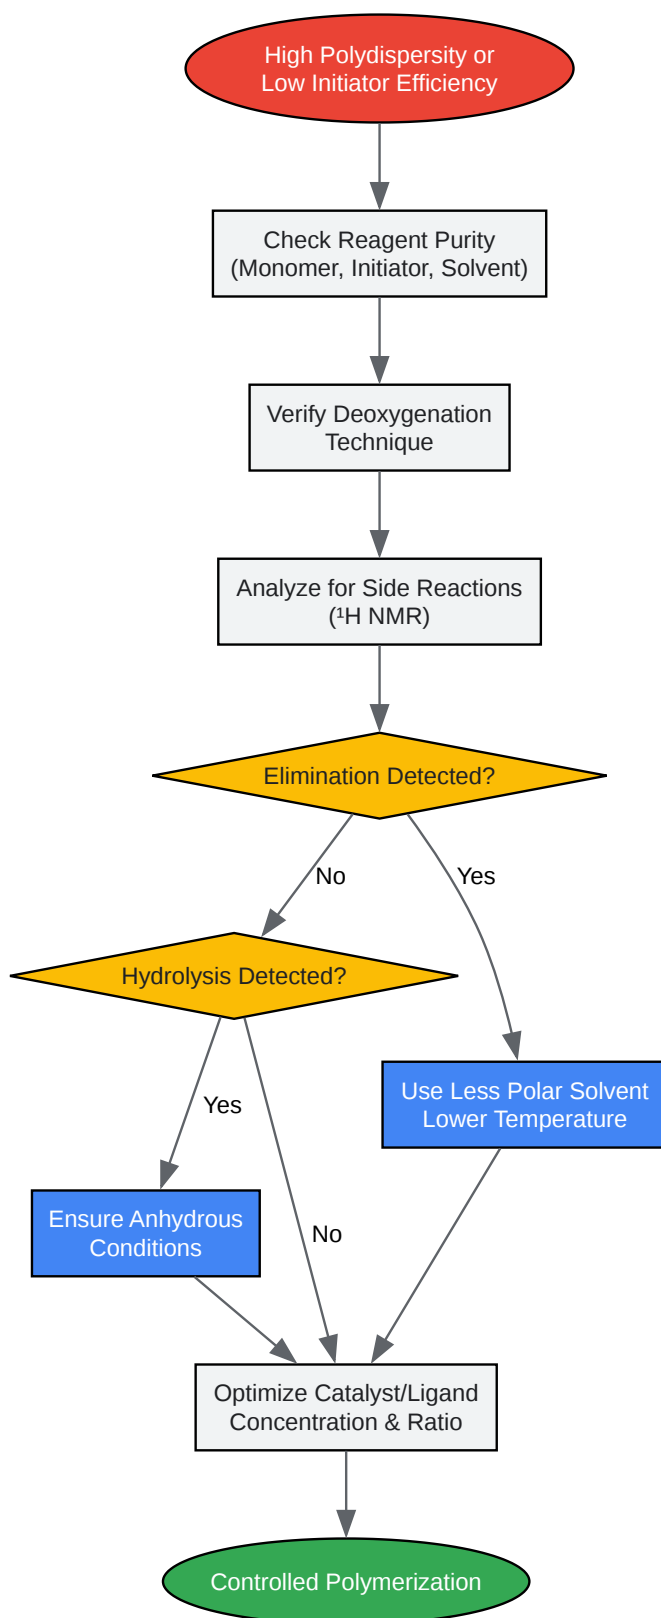 High Polydispersity or
Low Initiator Efficiency
Check Reagent Purity
(Monomer, Initiator, Solvent)
Verify Deoxygenation
Technique
Analyze for Side Reactions
(¹H NMR)
Elimination Detected?
No
Yes
Hydrolysis Detected?
Use Less Polar Solvent
Lower Temperature
Yes
Ensure Anhydrous
Conditions
No
Optimize Catalyst/Ligand
Concentration & Ratio
Controlled Polymerization